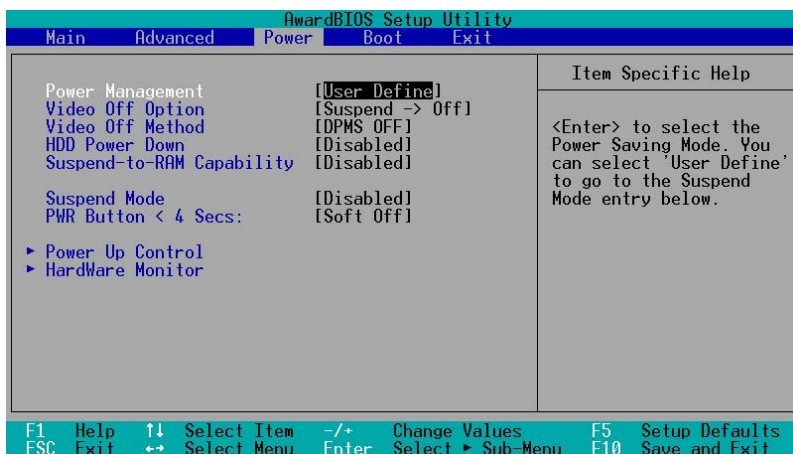 AwardBIOS Setup Utility
Main Advanced Power Boot Exit
Item Specific Help
Power Management [User Define]
Video Off Option [Suspend -> Off]
Video Off Method [DPMS OFF]
HDD Power Down [Disabled]
Suspend-to-RAM Capability [Disabled]
Suspend Mode [Disabled]
PWR Button < 4 Secs: [Soft Off]
► Power Up Control
► HardWare Monitor
<Enter> to select the
Power Saving Mode. You
can select 'User Define'
to go to the Suspend
Mode entry below.
F1 Help ↑↓ Select Item -/+ Change Values F5 Setup Defaults
ESC Exit ←→ Select Menu Enter Select ► Sub-Menu F10 Save and Exit